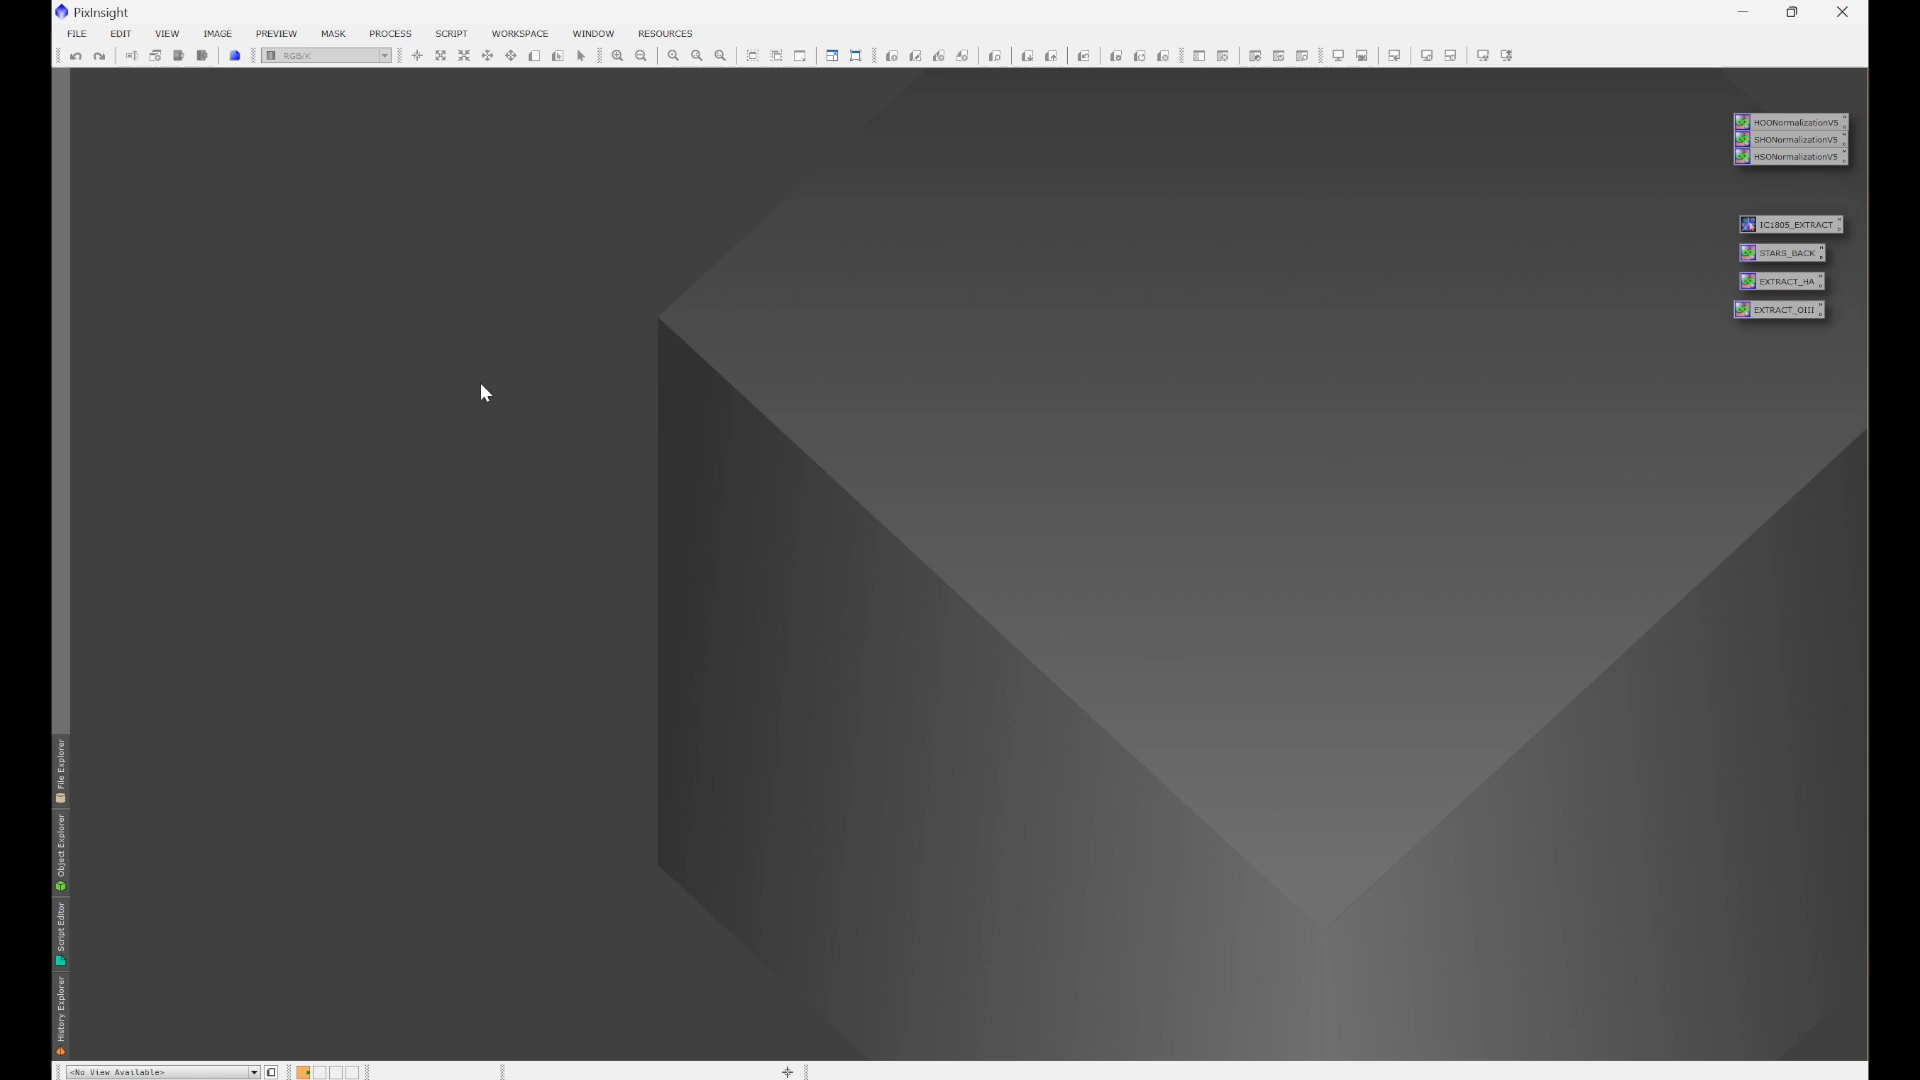 PixInsight
FILE EDIT VIEW IMAGE PREVIEW MASK PROCESS SCRIPT WORKSPACE WINDOW RESOURCES
RGB/K
HOONormalizationV5
SHONormalizationV5
HSONormalizationV5
IC1805_EXTRACT
STARS_BACK
EXTRACT_HA
EXTRACT_OIII
File Explorer
Object Explorer
Script Editor
History Explorer
<No View Available>